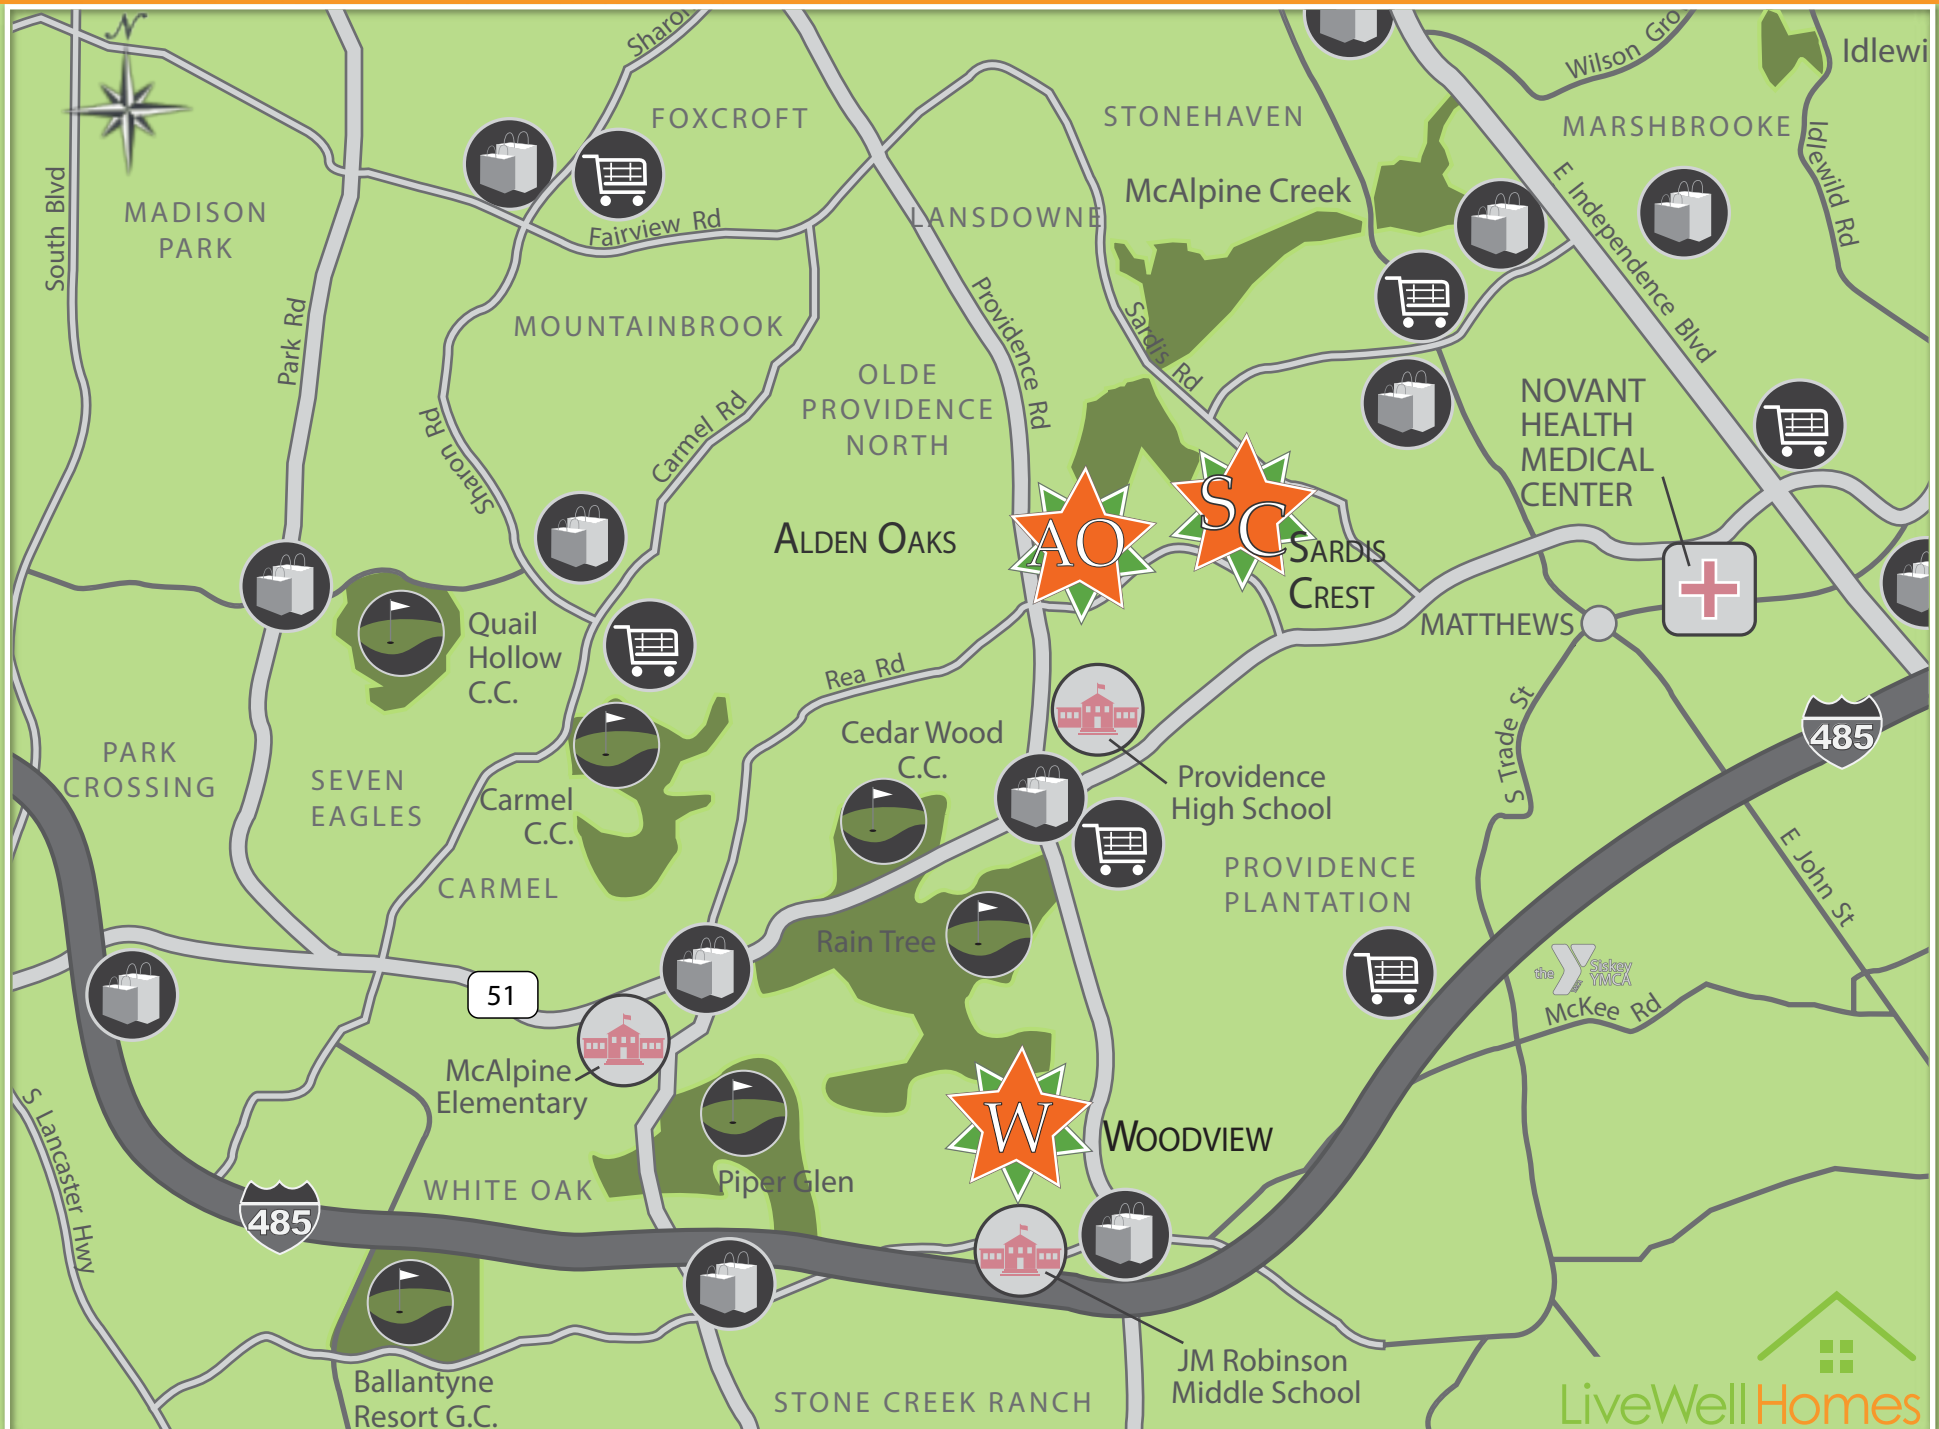 N
Sharon
Wilson Gro
Idlewi
FOXCROFT
STONEHAVEN
MARSHBROOKE
Idlewild Rd
South Blvd
MADISON
PARK
McAlpine Creek
LANSDOWNE
Fairview Rd
E Independence Blvd
Park Rd
MOUNTAINBROOK
Providence Rd
Sardis Rd
OLDE
PROVIDENCE
NORTH
Sharon Rd
Carmel Rd
NOVANT
HEALTH
MEDICAL
CENTER
ALDEN OAKS
AO
SC
SARDIS
CREST
MATTHEWS
Quail
Hollow
C.C.
Rea Rd
S Trade St
485
PARK
CROSSING
SEVEN
EAGLES
Carmel
C.C.
Cedar Wood
C.C.
Providence
High School
CARMEL
PROVIDENCE
PLANTATION
E John St
Rain Tree
51
the Y Siskey
YMCA
McKee Rd
McAlpine
Elementary
S Lancaster Hwy
W
WOODVIEW
WHITE OAK
Piper Glen
485
JM Robinson
Middle School
Ballantyne
Resort G.C.
STONE CREEK RANCH
LiveWell Homes